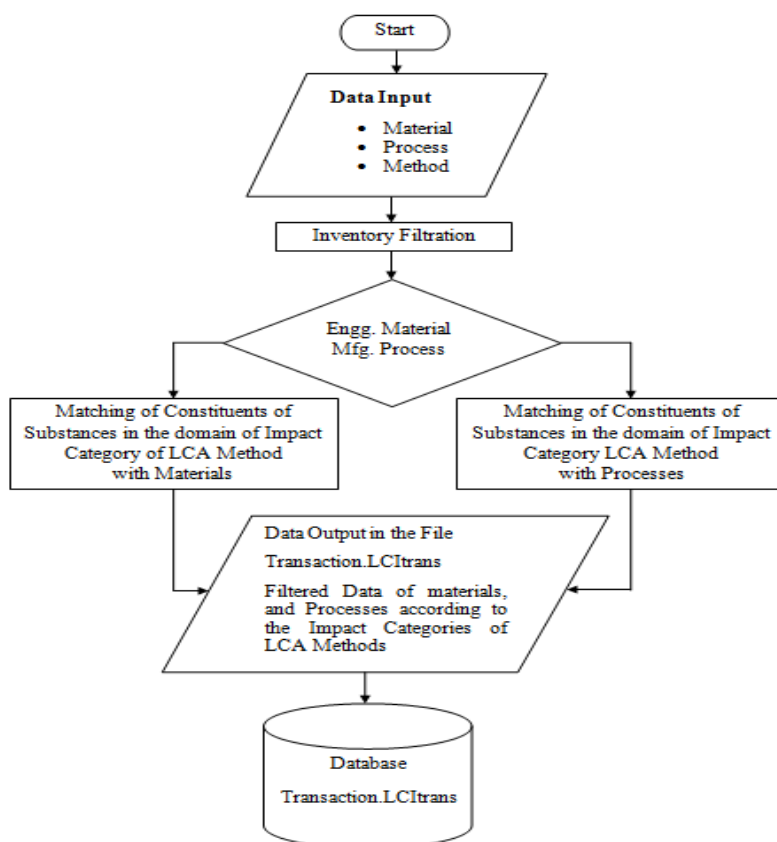 Start
Data Input
• Material
• Process
• Method
Inventory Filtration
Engg. Material
Mfg. Process
Matching of Constituents of
Substances in the domain of Impact
Category of LCA Method
with Materials
Matching of Constituents of
Substances in the domain of Impact
Category LCA Method
with Processes
Data Output in the File
Transaction.LCItrans
Filtered Data of materials,
and Processes according to
the Impact Categories of
LCA Methods
Database
Transaction.LCItrans